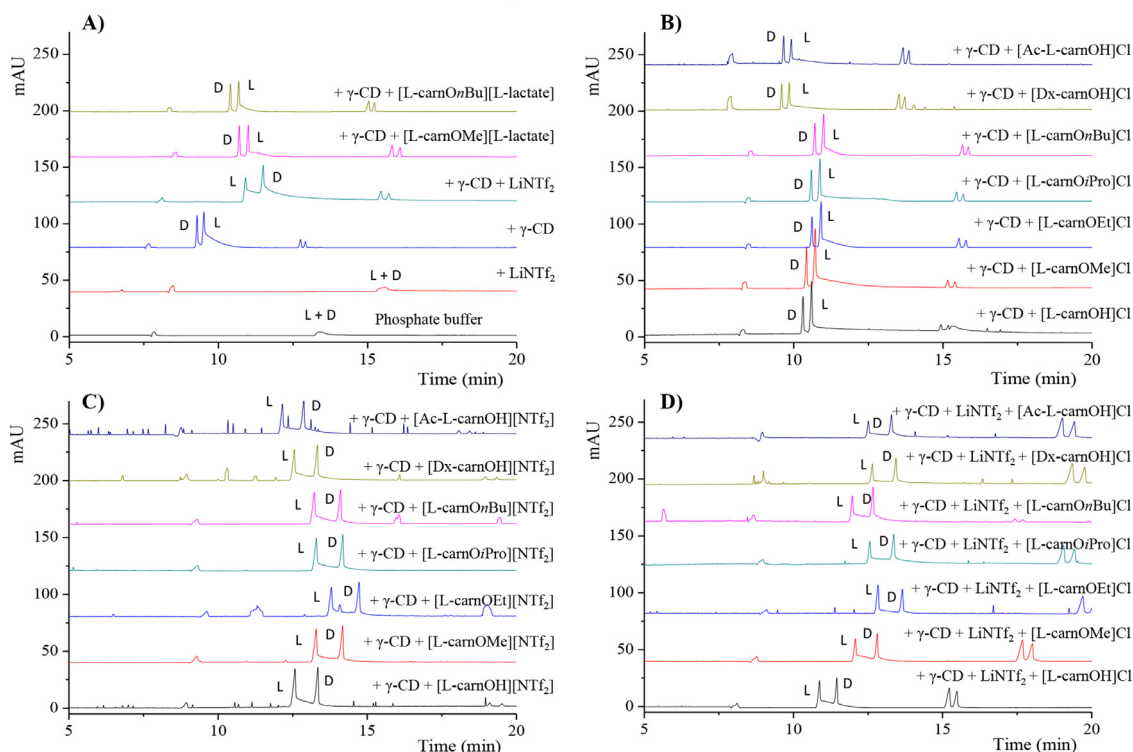 A)
mAU
250
200
150
100
50
0
D L
+ γ-CD + [L-carnOnBu][L-lactate]
D L
+ γ-CD + [L-carnOMe][L-lactate]
L D
+ γ-CD + LiNTf2
D L
+ γ-CD
L + D
+ LiNTf2
L + D
Phosphate buffer
5 10 15 20
Time (min)
B)
mAU
250
200
150
100
50
0
D L
+ γ-CD + [Ac-L-carnOH]Cl
D L
+ γ-CD + [Dx-carnOH]Cl
D L
+ γ-CD + [L-carnOnBu]Cl
D L
+ γ-CD + [L-carnOiPro]Cl
D L
+ γ-CD + [L-carnOEt]Cl
D L
+ γ-CD + [L-carnOMe]Cl
D L
+ γ-CD + [L-carnOH]Cl
5 10 15 20
Time (min)
C)
mAU
250
200
150
100
50
0
L D
+ γ-CD + [Ac-L-carnOH][NTf2]
L D
+ γ-CD + [Dx-carnOH][NTf2]
L D
+ γ-CD + [L-carnOnBu][NTf2]
L D
+ γ-CD + [L-carnOiPro][NTf2]
L D
+ γ-CD + [L-carnOEt][NTf2]
L D
+ γ-CD + [L-carnOMe][NTf2]
L D
+ γ-CD + [L-carnOH][NTf2]
5 10 15 20
Time (min)
D)
mAU
250
200
150
100
50
0
+ γ-CD + LiNTf2 + [Ac-L-carnOH]Cl
L D
+ γ-CD + LiNTf2 + [Dx-carnOH]Cl
L D
+ γ-CD + LiNTf2 + [L-carnOnBu]Cl
L D
+ γ-CD + LiNTf2 + [L-carnOiPro]Cl
L D
+ γ-CD + LiNTf2 + [L-carnOEt]Cl
L D
+ γ-CD + LiNTf2 + [L-carnOMe]Cl
L D
+ γ-CD + LiNTf2 + [L-carnOH]Cl
L D
5 10 15 20
Time (min)